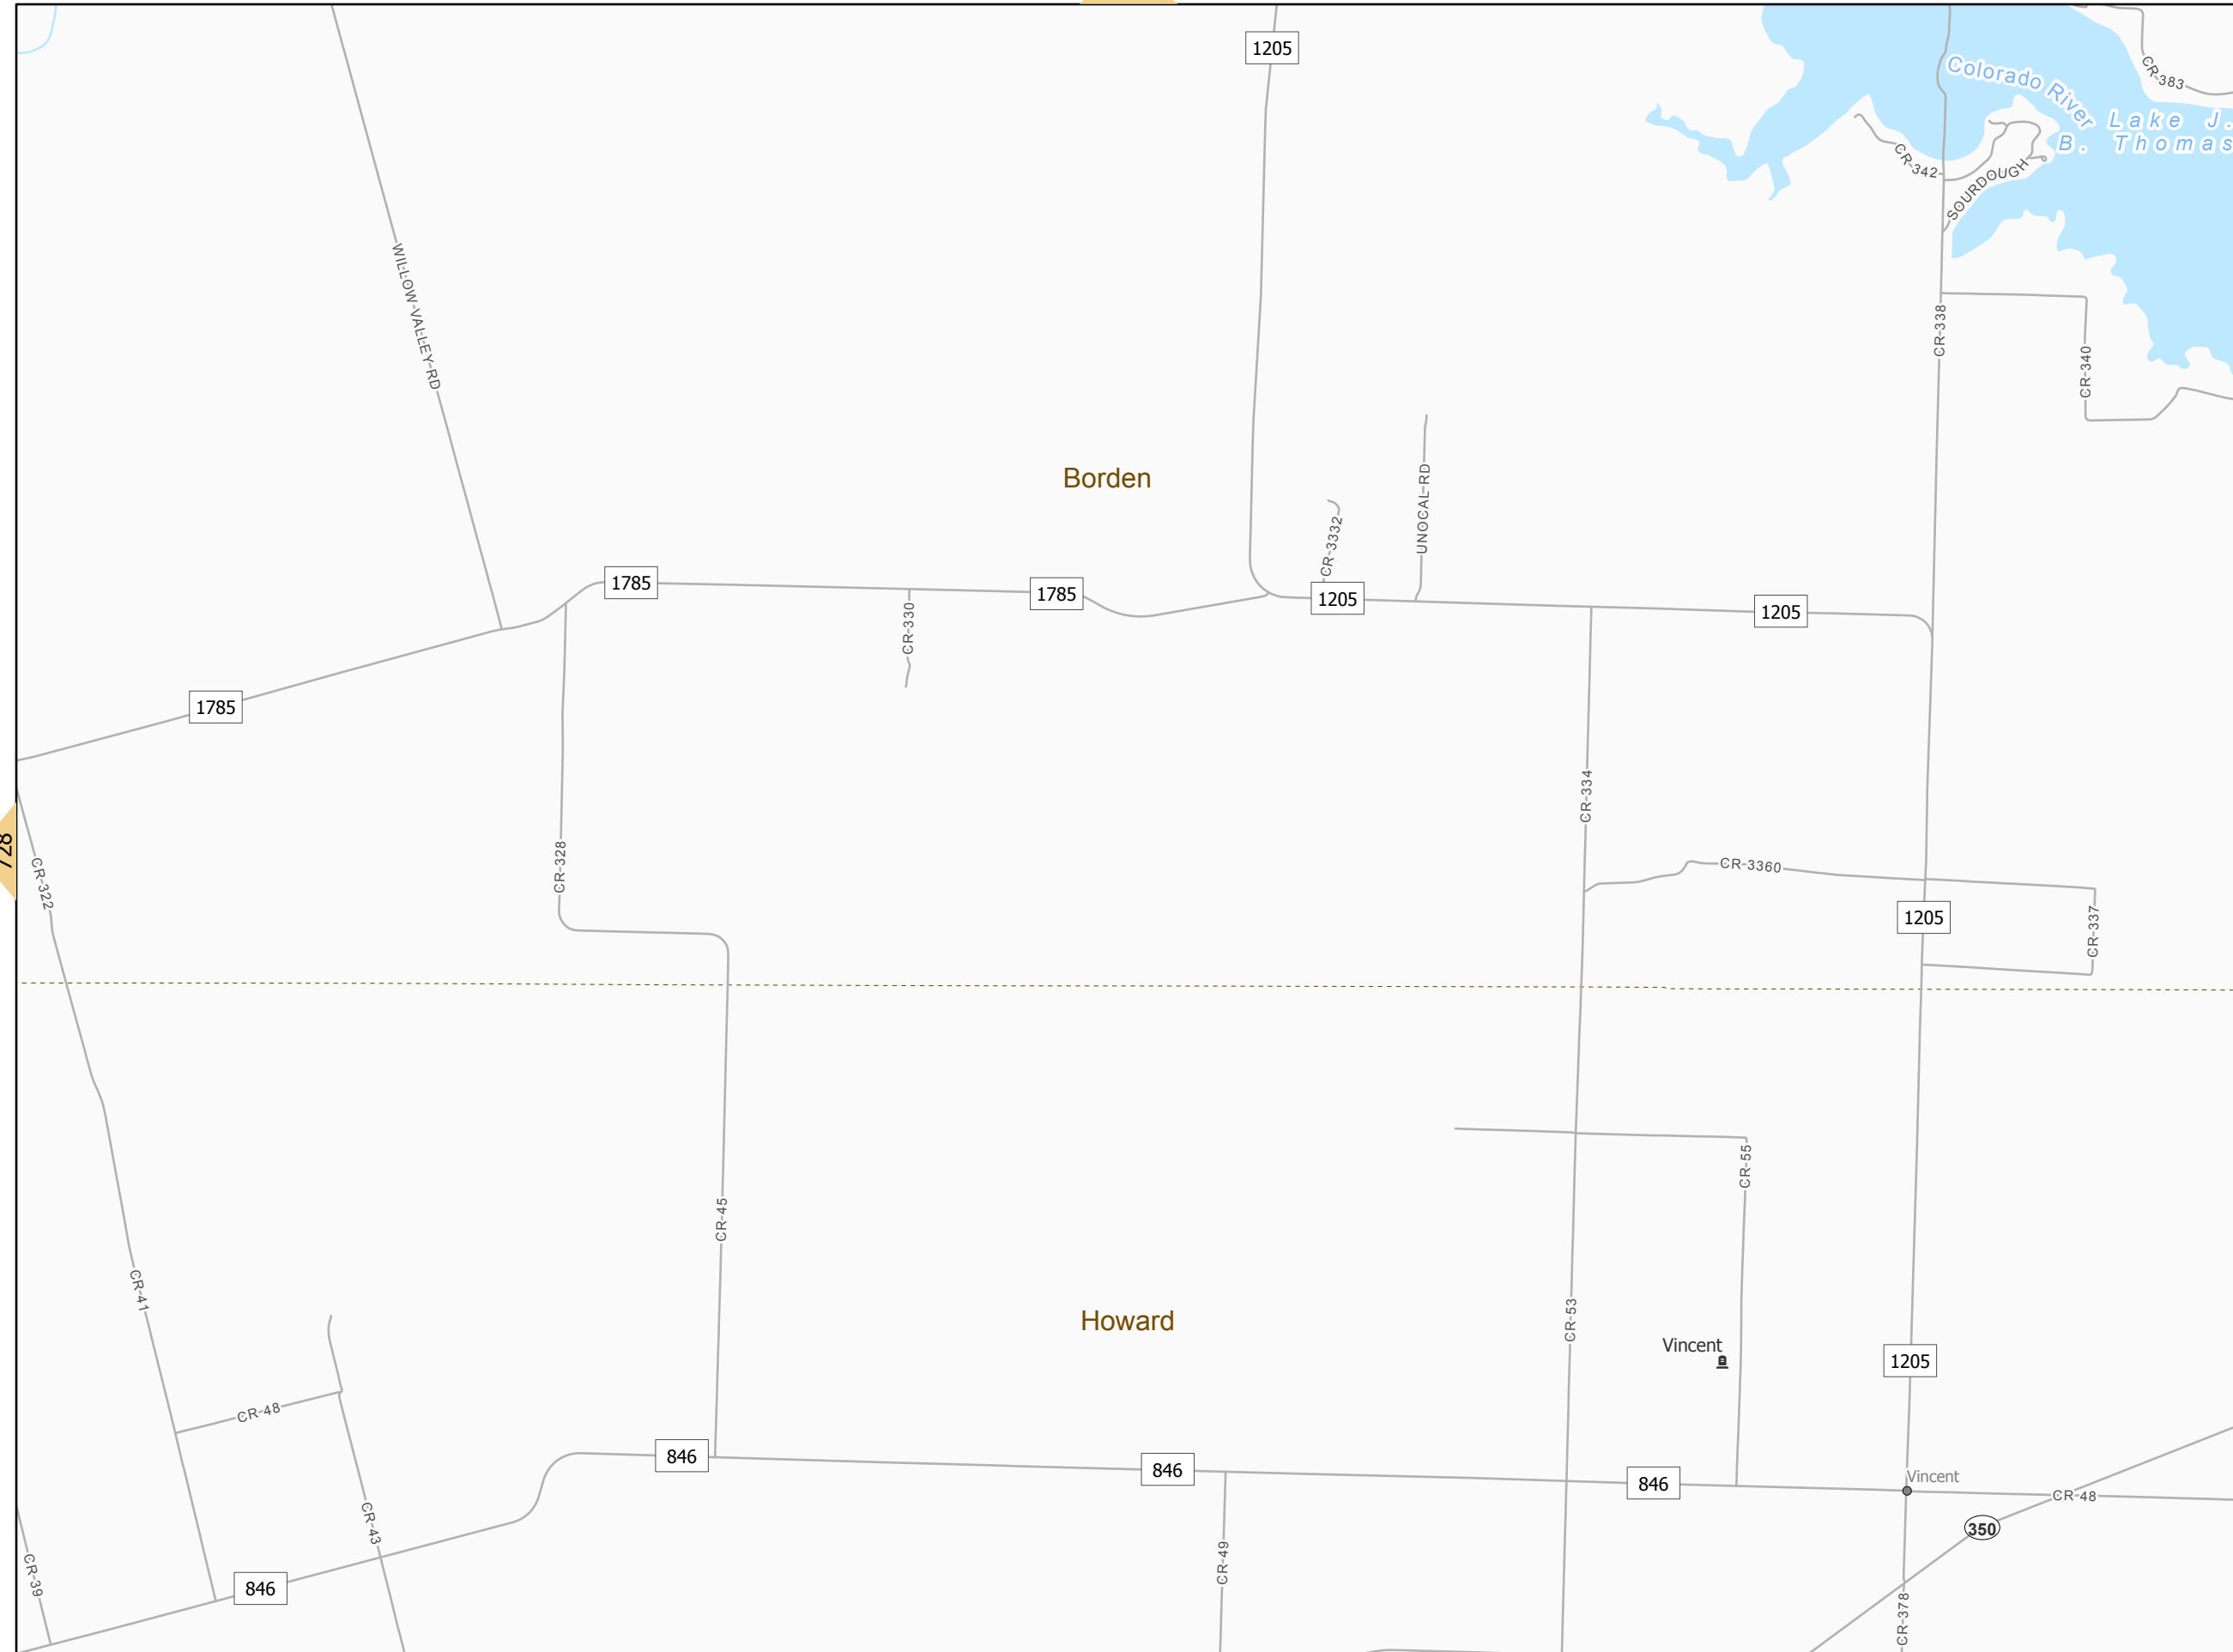 1205
Colorado River
CR-383
Lake J.
B. Thomas
CR-342
SOURDOUGH
WILLOW-VALLEY-RD
CR-338
CR-340
Borden
UNOCAL-RD
CR-3332
1785
1785
1205
1205
CR-330
1785
CR-334
728
CR-328
CR-3360
CR-322
1205
CR-337
CR-55
CR-45
CR-41
Howard
CR-53
Vincent
1205
CR-48
846
846
846
Vincent
CR-48
CR-43
350
CR-49
CR-39
846
CR-378